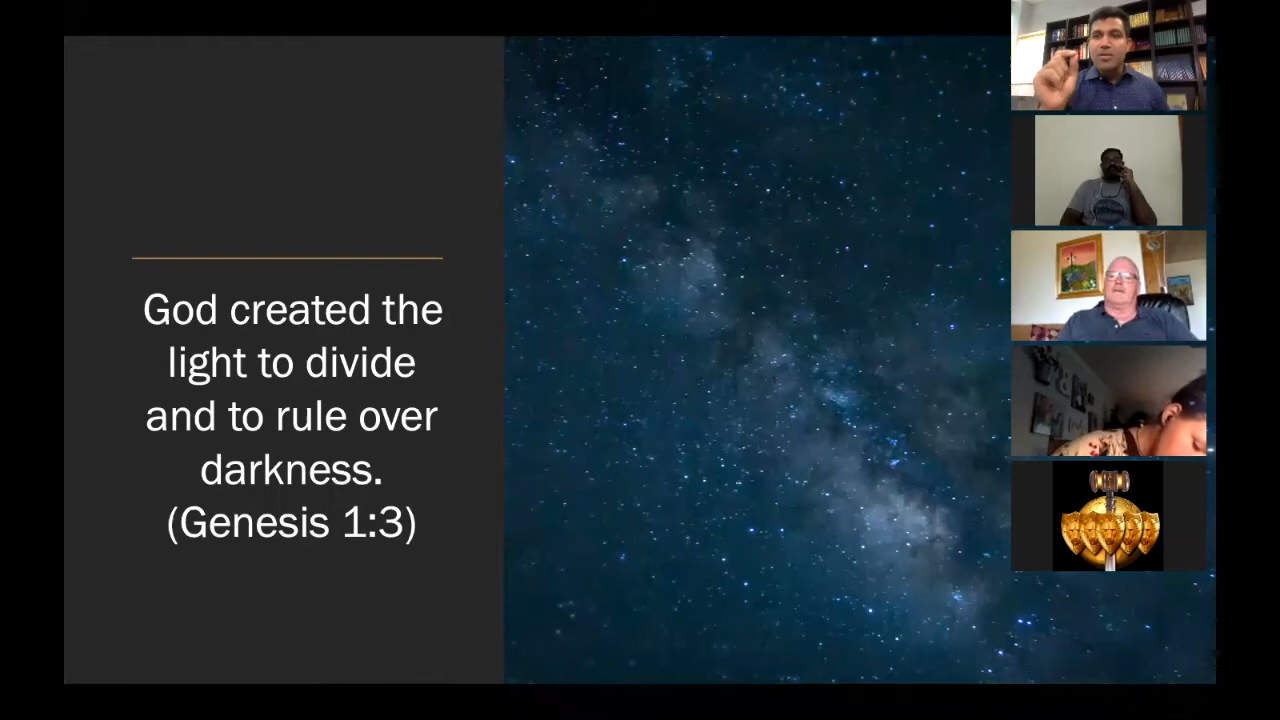 God created the
light to divide
and to rule over
darkness.
(Genesis 1:3)